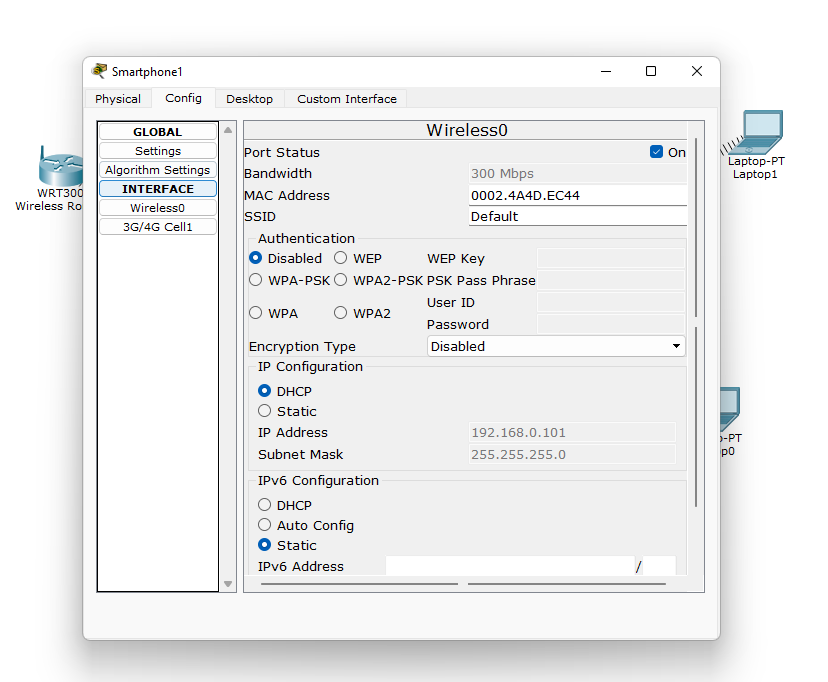 Smartphone1
Physical Config Desktop Custom Interface
GLOBAL
Settings
Algorithm Settings
INTERFACE
Wireless0
3G/4G Cell1
Wireless0
Port Status On
Bandwidth 300 Mbps
MAC Address 0002.4A4D.EC44
SSID Default
Authentication
Disabled WEP WEP Key
WPA-PSK WPA2-PSK PSK Pass Phrase
User ID
WPA WPA2
Password
Encryption Type Disabled
IP Configuration
DHCP
Static
IP Address 192.168.0.101
Subnet Mask 255.255.255.0
IPv6 Configuration
DHCP
Auto Config
Static
IPv6 Address /
WRT300
Wireless Ro
Laptop-PT
Laptop1
-PT
p0